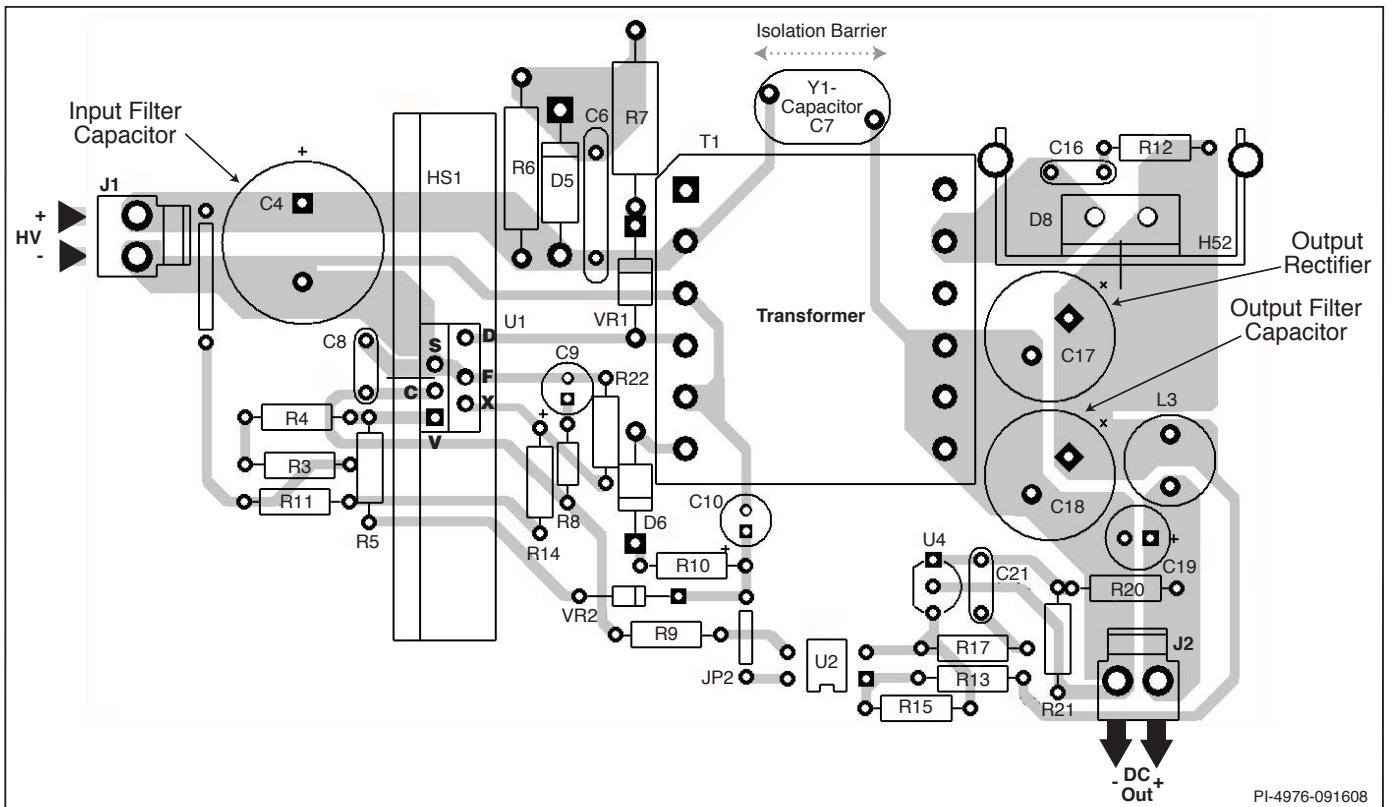 Isolation Barrier
Y1-
Capacitor
C7
Input Filter
Capacitor
+
J1
C4
HS1
R6
D5
C6
R7
T1
C16
R12
+
HV
-
D8
H52
Output
Rectifier
VR1
Transformer
Output Filter
Capacitor
U1
C8
S
D
F
C
X
V
C9
R22
x
C17
R4
+
x
L3
R3
R11
R5
R14
R8
D6
C10
C18
+
U4
C21
+
C19
R10
R20
VR2
R9
JP2
U2
R17
R13
R15
R21
J2
- DC +
Out
PI-4976-091608